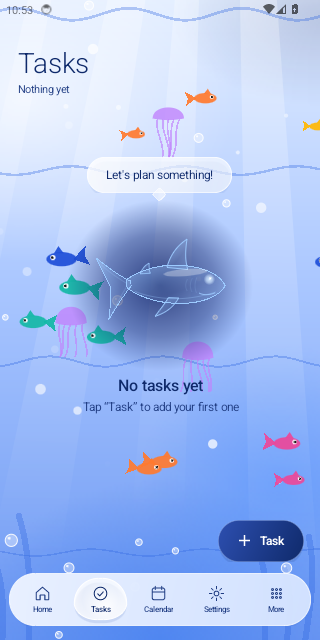 10:53
Tasks
Nothing yet
Let's plan something!
No tasks yet
Tap “Task” to add your first one
Task
Home
Tasks
Calendar
Settings
More